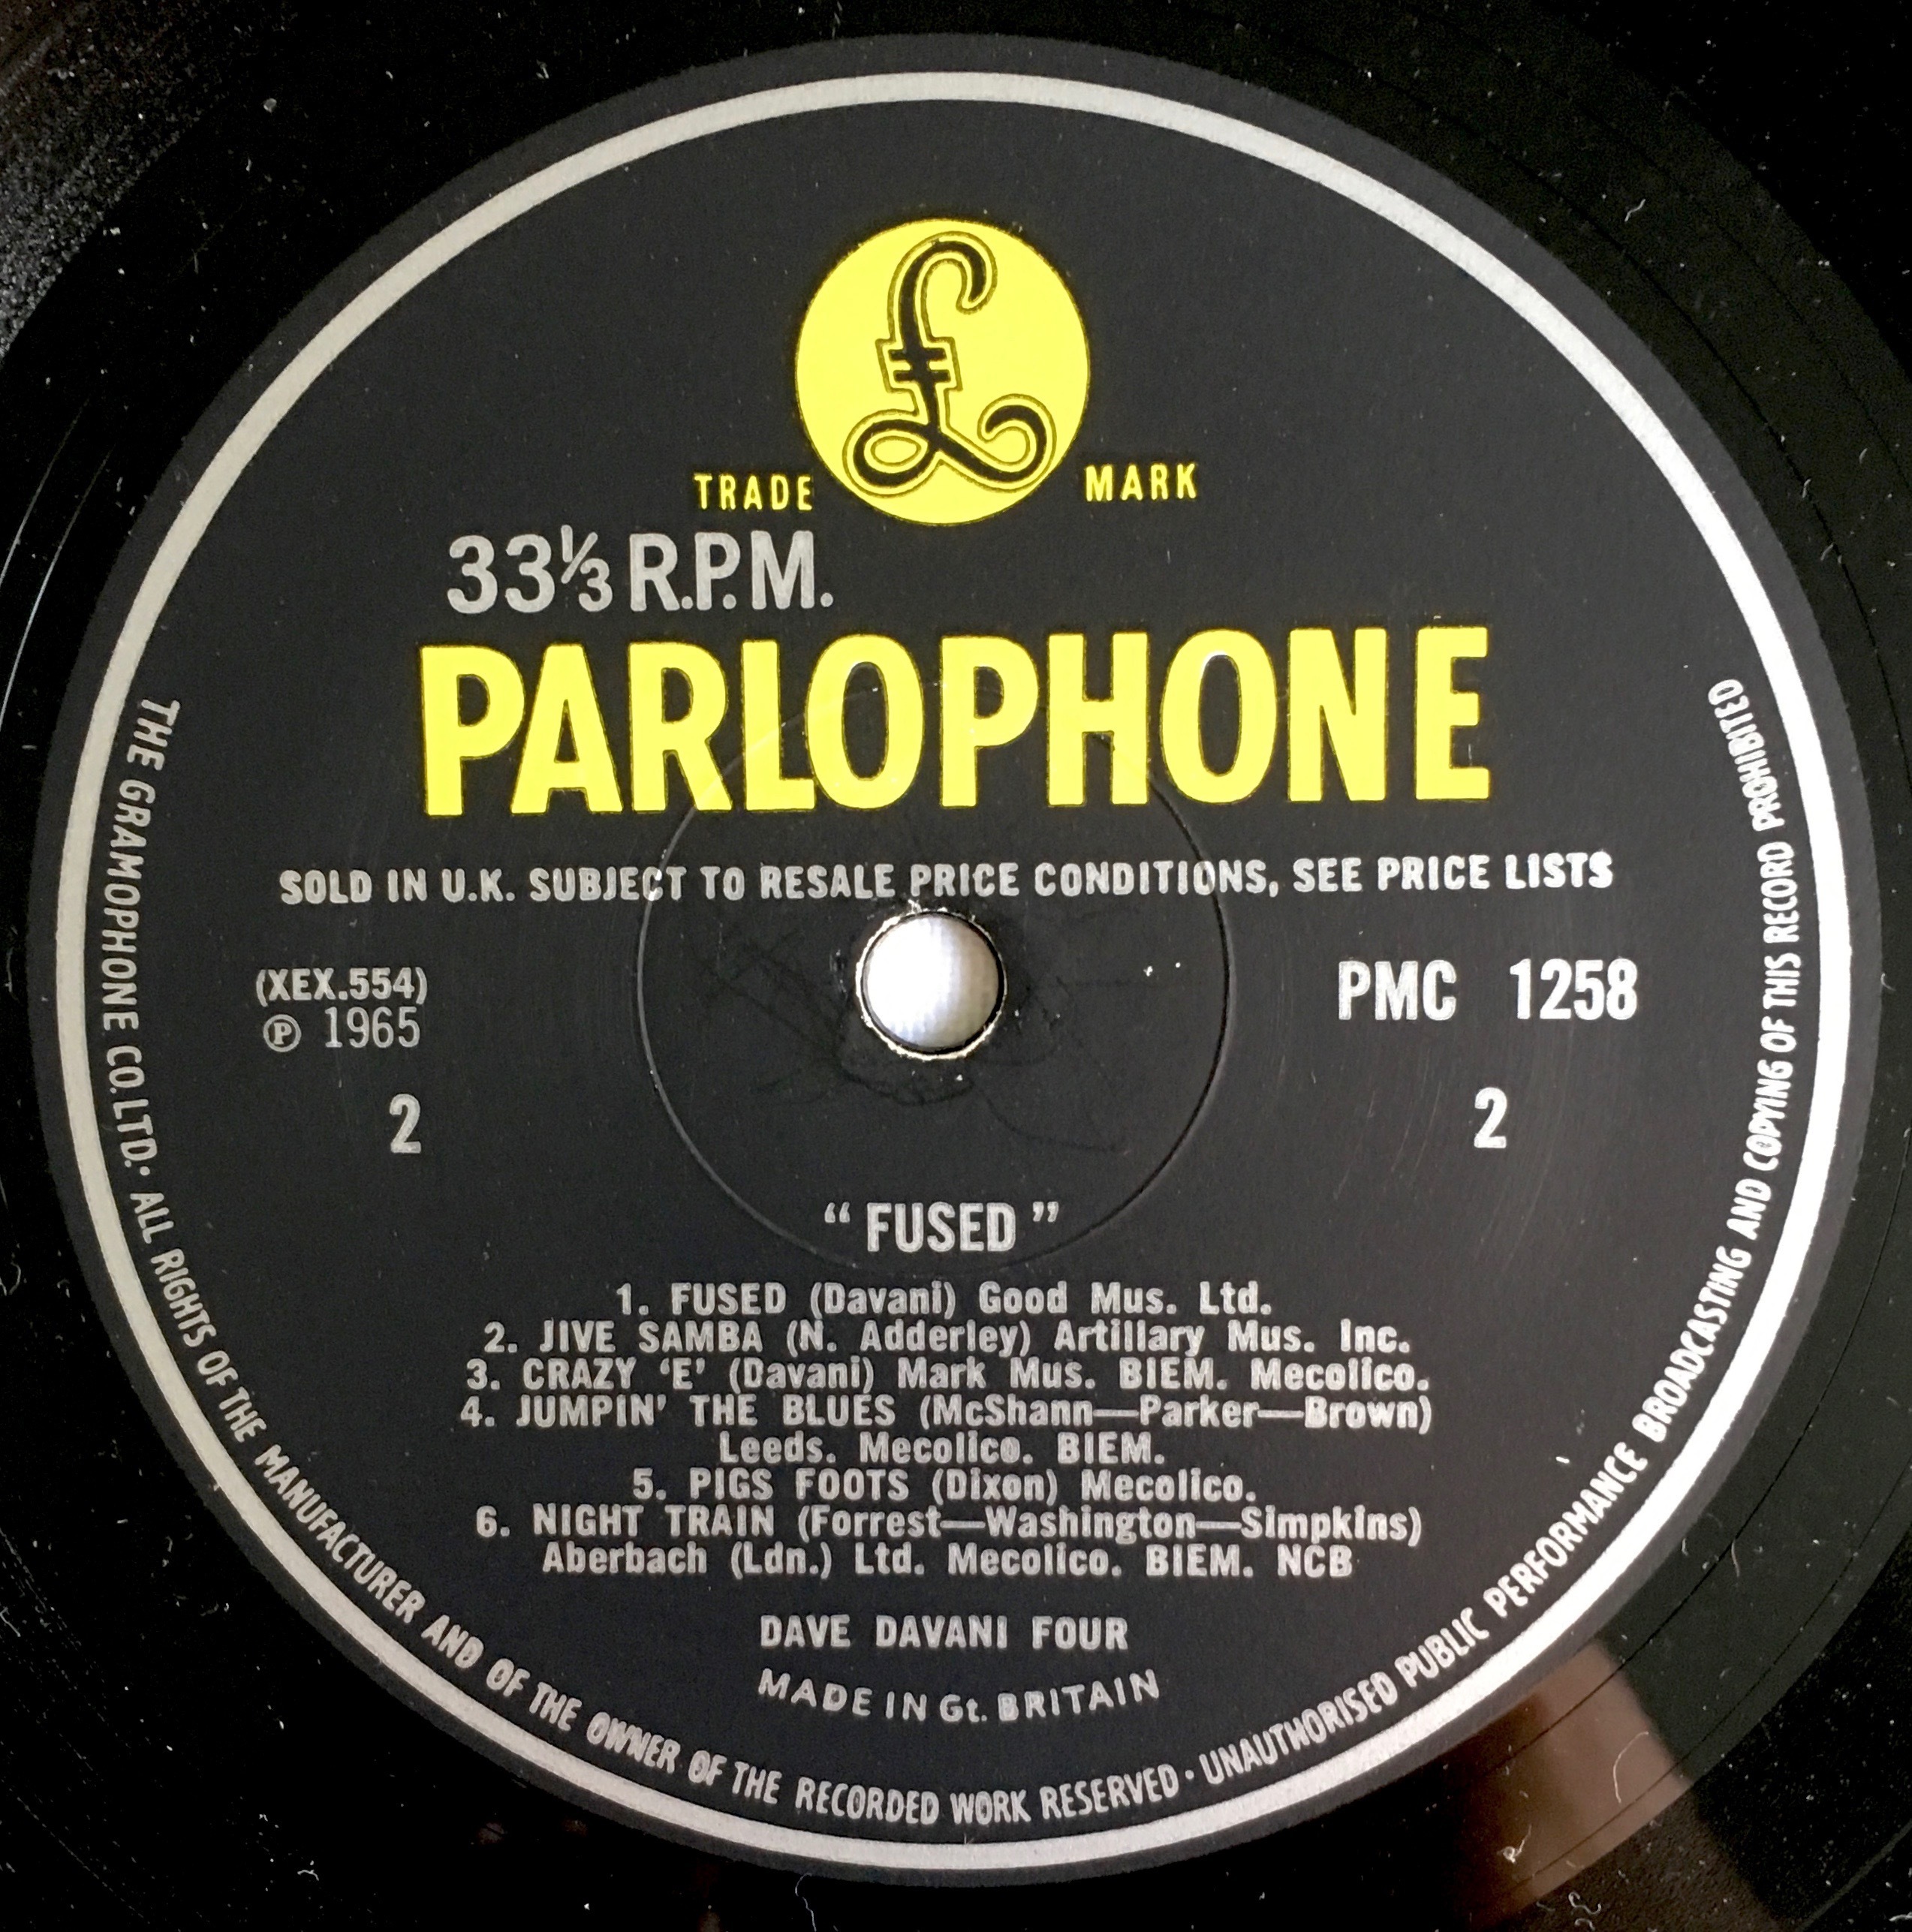 £
TRADE MARK
33⅓ R.P.M.
PARLOPHONE
SOLD IN U.K. SUBJECT TO RESALE PRICE CONDITIONS, SEE PRICE LISTS
(XEX.554)
℗ 1965
2
PMC 1258
2
“ FUSED ”
1. FUSED (Davani) Good Mus. Ltd.
2. JIVE SAMBA (N. Adderley) Artillary Mus. Inc.
3. CRAZY ‘E’ (Davani) Mark Mus. BIEM. Mecolico.
4. JUMPIN’ THE BLUES (McShann—Parker—Brown)
Leeds. Mecolico. BIEM.
5. PIGS FOOTS (Dixon) Mecolico.
6. NIGHT TRAIN (Forrest—Washington—Simpkins)
Aberbach (Ldn.) Ltd. Mecolico. BIEM. NCB
DAVE DAVANI FOUR
MADE IN Gt. BRITAIN
THE GRAMOPHONE CO. LTD. • ALL RIGHTS OF THE MANUFACTURER AND OF THE OWNER OF THE RECORDED WORK RESERVED • UNAUTHORISED PUBLIC PERFORMANCE BROADCASTING AND COPYING OF THIS RECORD PROHIBITED